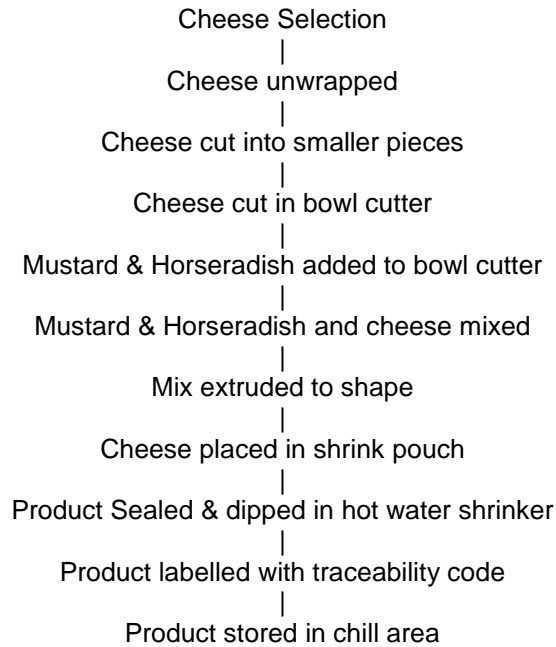 Cheese Selection
Cheese unwrapped
Cheese cut into smaller pieces
Cheese cut in bowl cutter
Mustard & Horseradish added to bowl cutter
Mustard & Horseradish and cheese mixed
Mix extruded to shape
Cheese placed in shrink pouch
Product Sealed & dipped in hot water shrinker
Product labelled with traceability code
Product stored in chill area